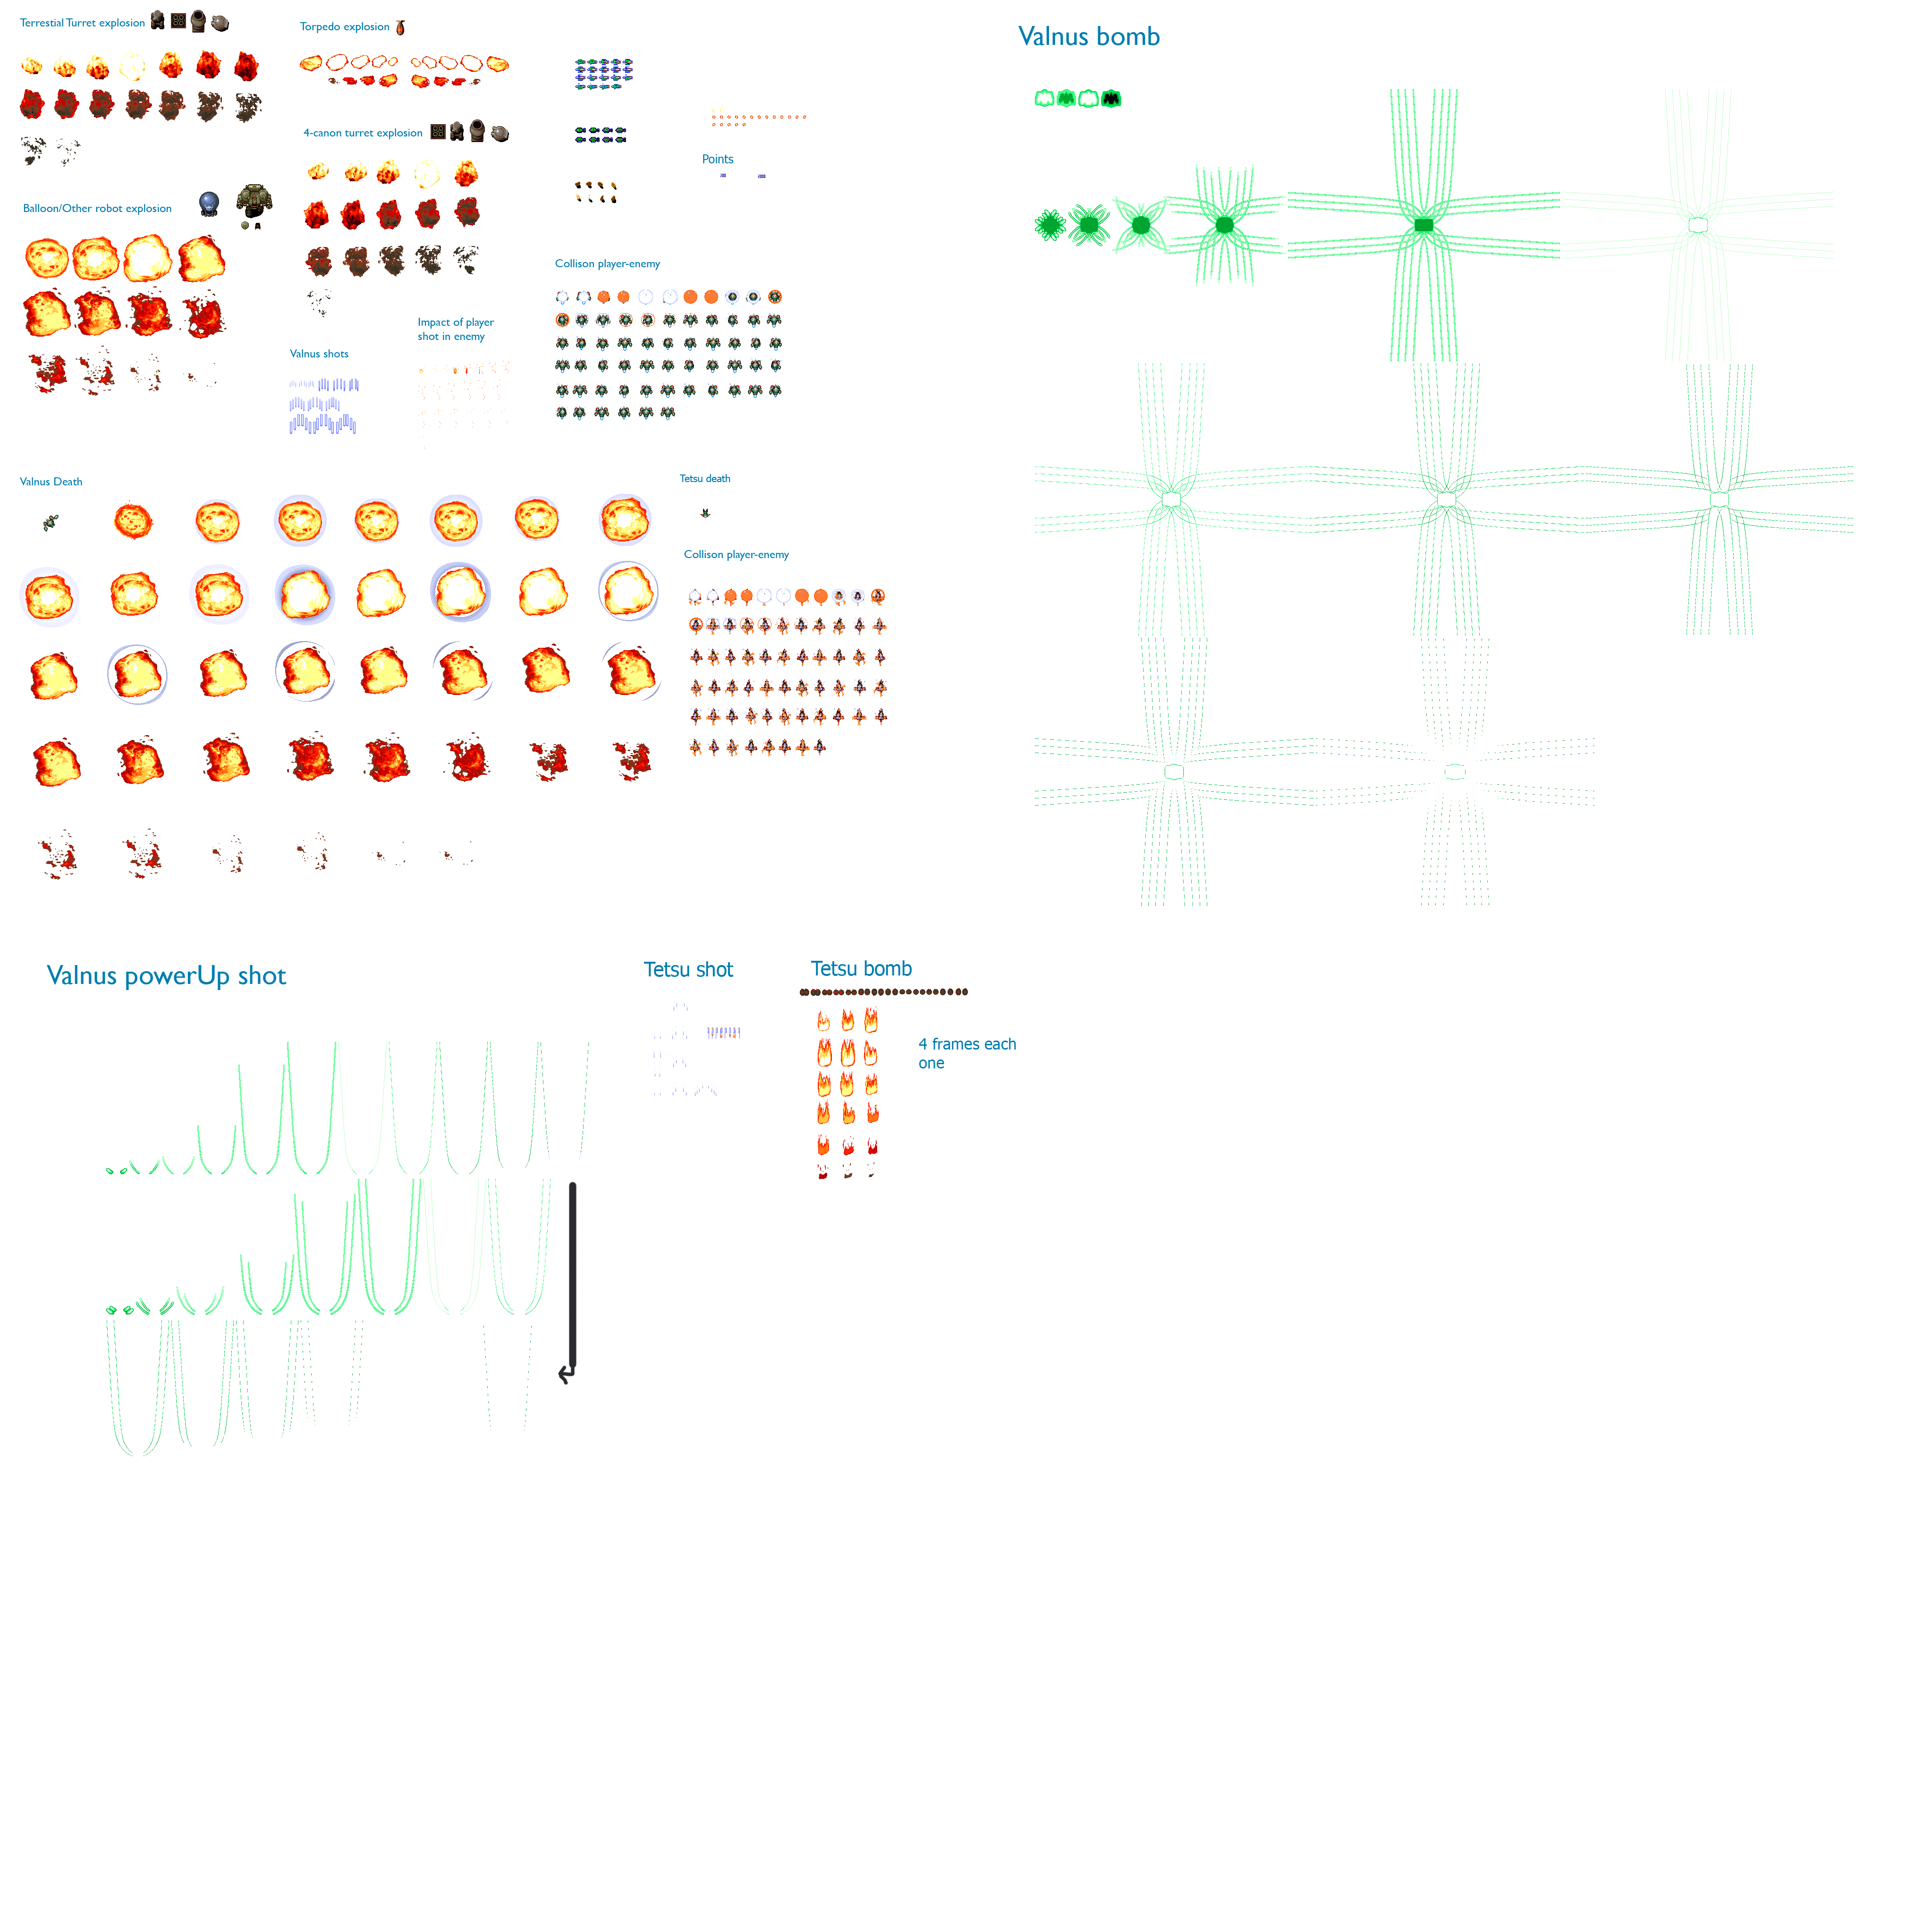 Terrestial Turret explosion
Torpedo explosion
Valnus bomb
4-canon turret explosion
Points
Balloon/Other robot explosion
Collison player-enemy
Impact of player
shot in enemy
Valnus shots
Valnus Death
Tetsu death
Collison player-enemy
Valnus powerUp shot
Tetsu shot
Tetsu bomb
4 frames each
one